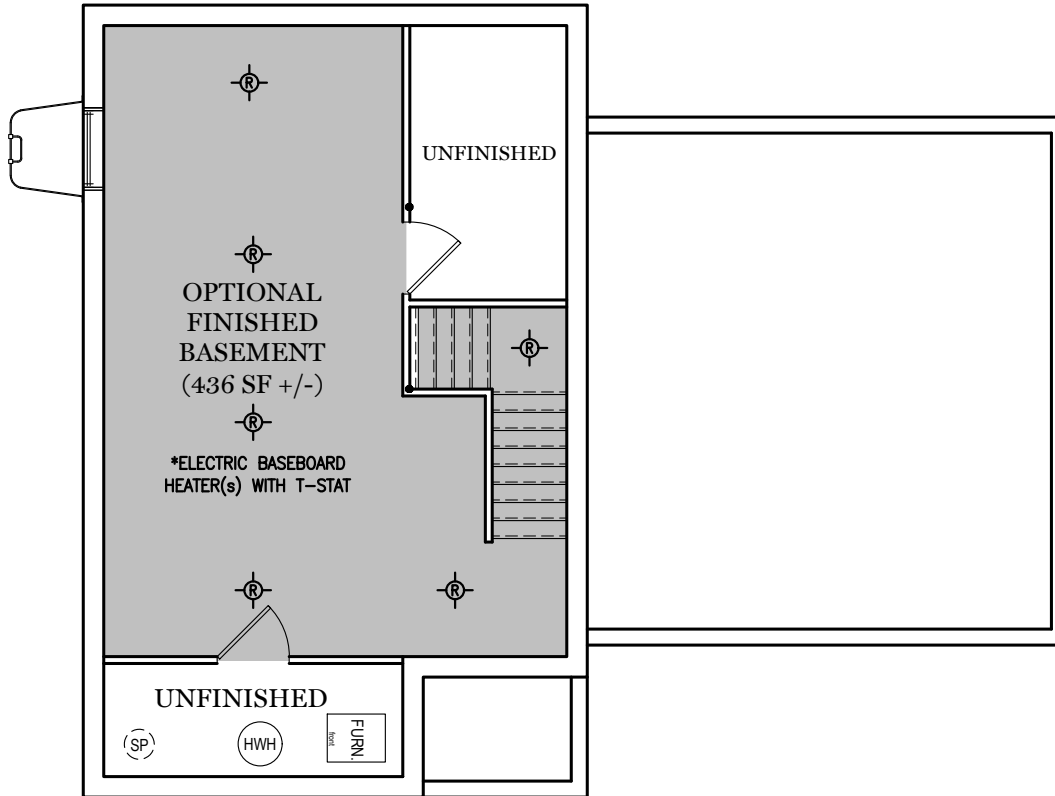 R
UNFINISHED
R
OPTIONAL
FINISHED
BASEMENT
(436 SF +/-)
R
R
*ELECTRIC BASEBOARD
HEATER(s) WITH T-STAT
R
R
UNFINISHED
SP
HWH
FURN.
front